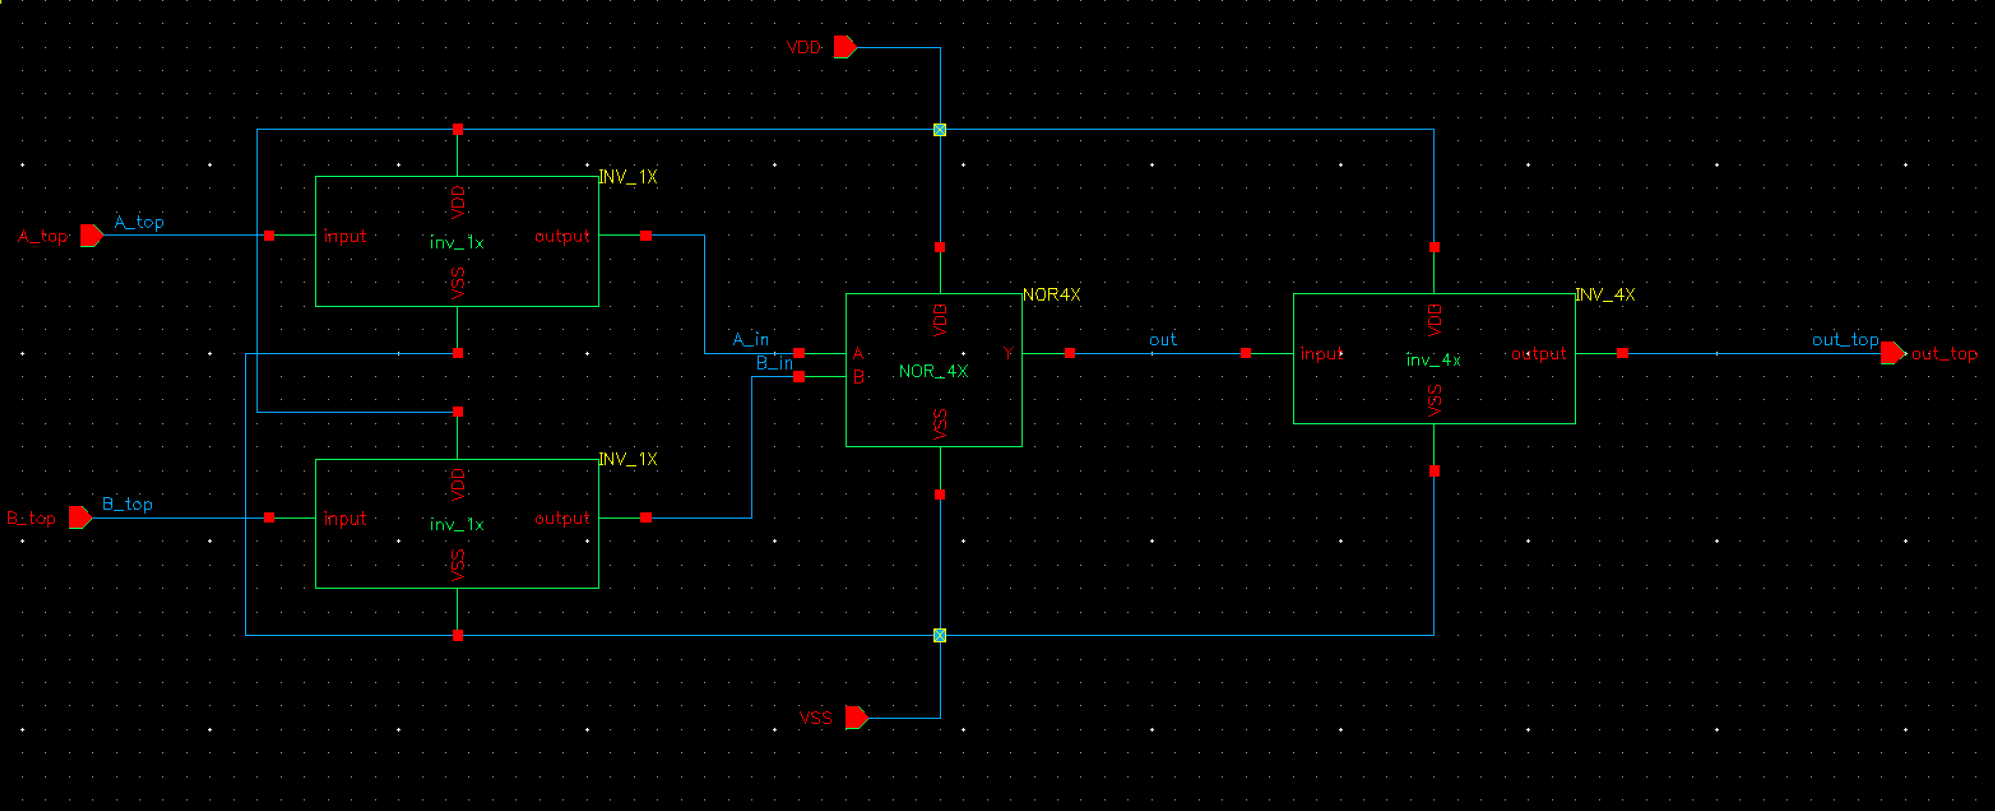 VDD
INV_1X
A_top
A_top
VDD
input
inv_1x
output
VSS
A_in
B_in
NOR4X
VDD
A
Y
B
NOR_4X
VSS
out
INV_4X
VDD
input
inv_4x
output
VSS
out_top
out_top
INV_1X
B_top
B_top
VDD
input
inv_1x
output
VSS
VSS